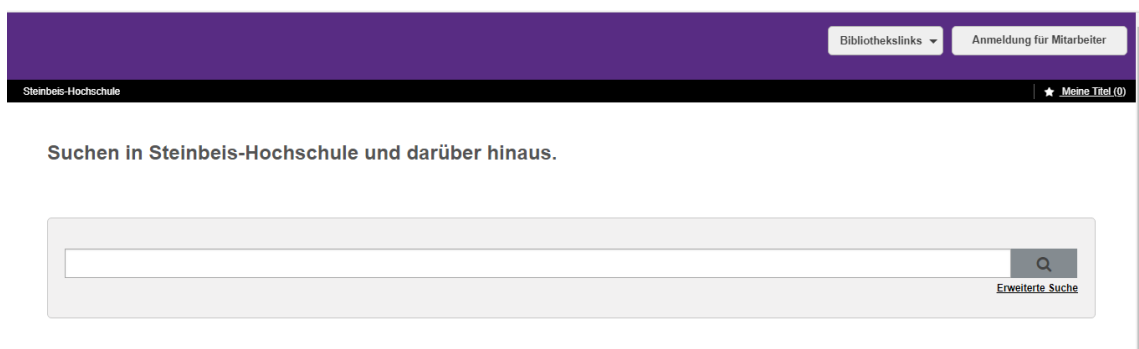 Bibliothekslinks Anmeldung für Mitarbeiter
Steinbeis-Hochschule Meine Titel (0)
Suchen in Steinbeis-Hochschule und darüber hinaus.
Erweiterte Suche